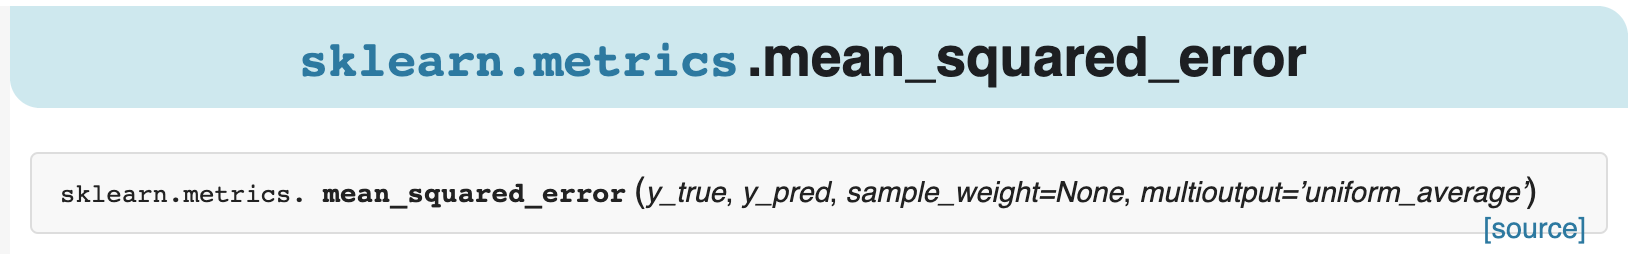 sklearn.metrics.mean_squared_error
sklearn.metrics. mean_squared_error (y_true, y_pred, sample_weight=None, multioutput=’uniform_average’)
[source]